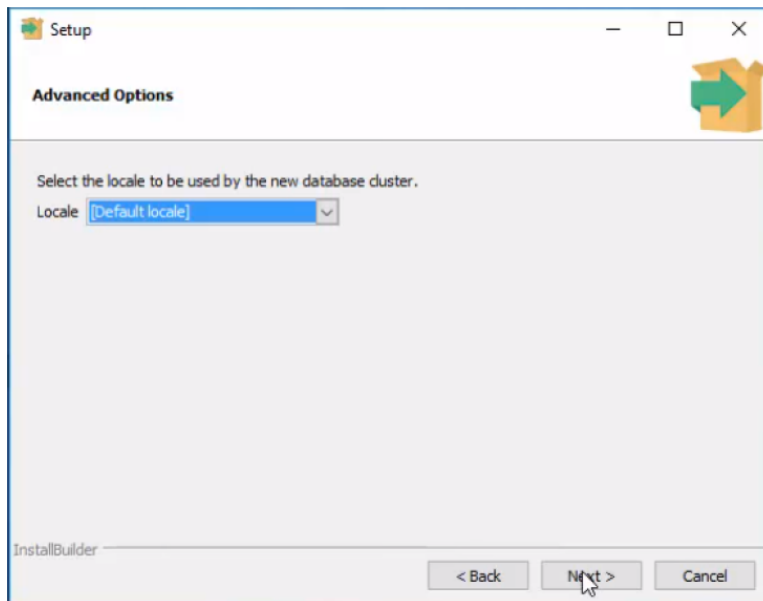 Setup
Advanced Options
Select the locale to be used by the new database cluster.
Locale [Default locale]
InstallBuilder
< Back Next > Cancel